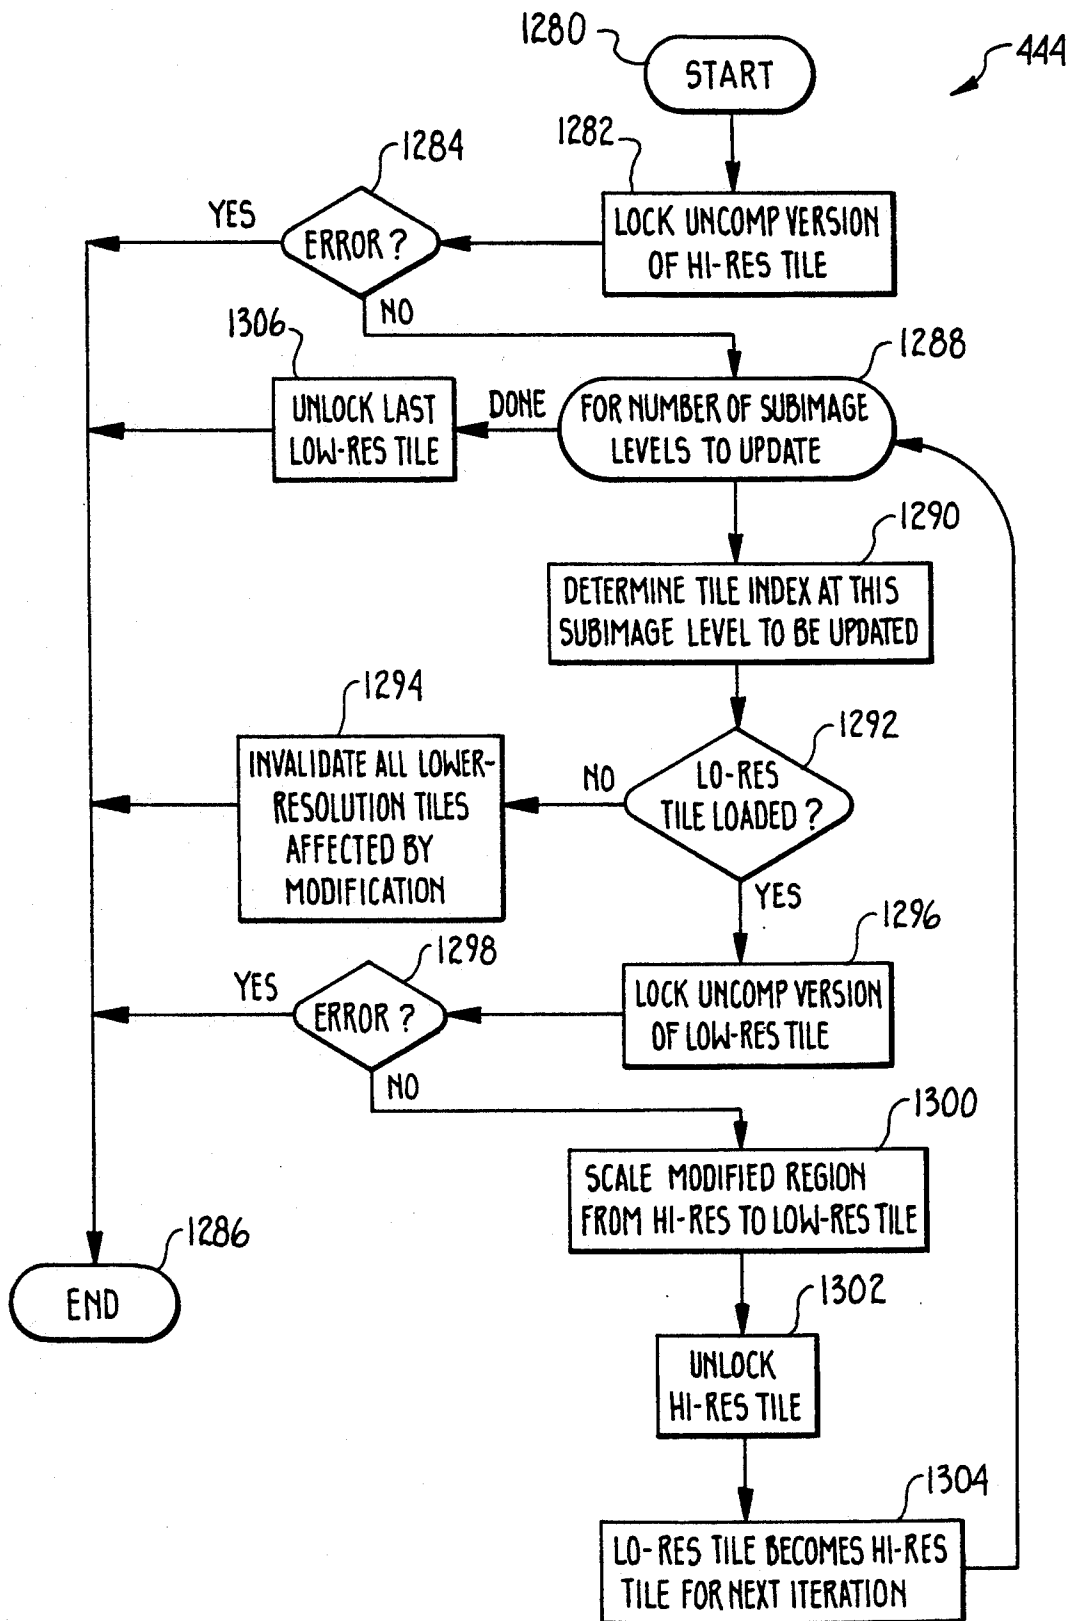 1280
START
444
1282
1284
LOCK UNCOMP VERSION
OF HI-RES TILE
YES
ERROR?
NO
1306
1288
UNLOCK LAST
LOW-RES TILE
DONE
FOR NUMBER OF SUBIMAGE
LEVELS TO UPDATE
1290
DETERMINE TILE INDEX AT THIS
SUBIMAGE LEVEL TO BE UPDATED
1294
1292
INVALIDATE ALL LOWER-
RESOLUTION TILES
AFFECTED BY
MODIFICATION
NO
LO-RES
TILE LOADED?
YES
1296
1298
YES
ERROR?
LOCK UNCOMP VERSION
OF LOW-RES TILE
NO
1300
SCALE MODIFIED REGION
FROM HI-RES TO LOW-RES TILE
1286
END
1302
UNLOCK
HI-RES TILE
1304
LO-RES TILE BECOMES HI-RES
TILE FOR NEXT ITERATION